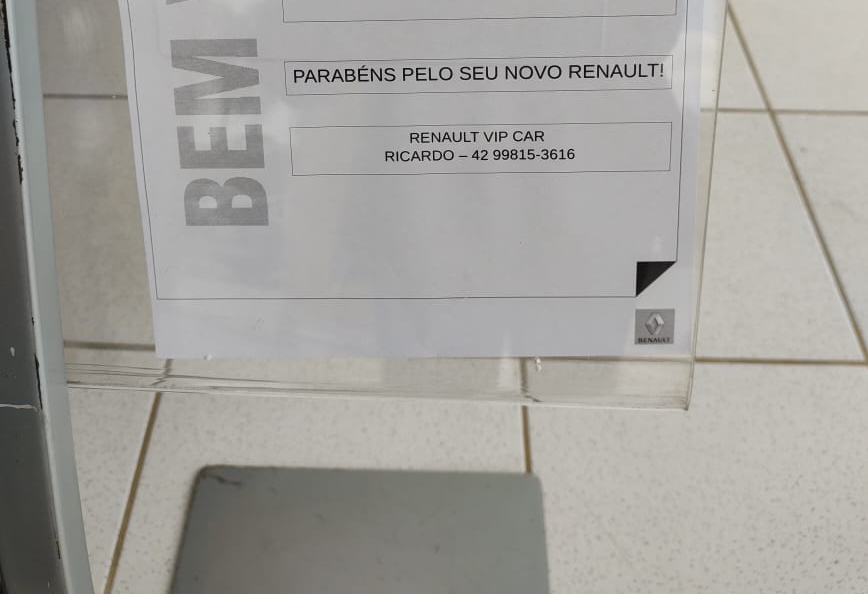 BEM
PARABÉNS PELO SEU NOVO RENAULT!
RENAULT VIP CAR
RICARDO – 42 99815-3616
RENAULT